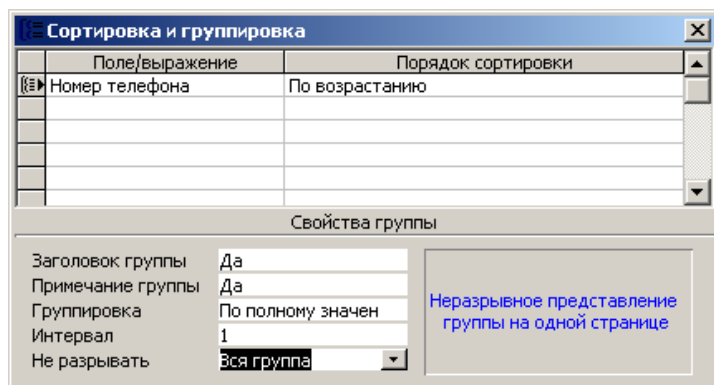 Сортировка и группировка
Поле/выражение Порядок сортировки
Номер телефона По возрастанию
Свойства группы
Заголовок группы Да
Примечание группы Да
Группировка По полному значен
Интервал 1
Не разрывать Вся группа
Неразрывное представление
группы на одной странице